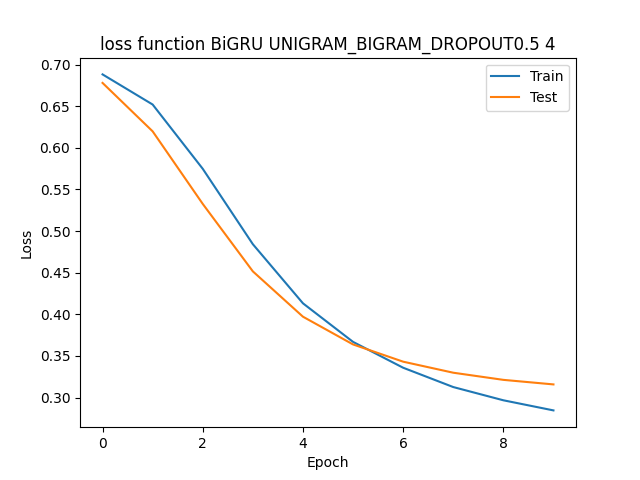 loss function BiGRU UNIGRAM_BIGRAM_DROPOUT0.5 4
Train
Test
0.70
0.65
0.60
0.55
0.50
0.45
0.40
0.35
0.30
Loss
0 2 4 6 8
Epoch